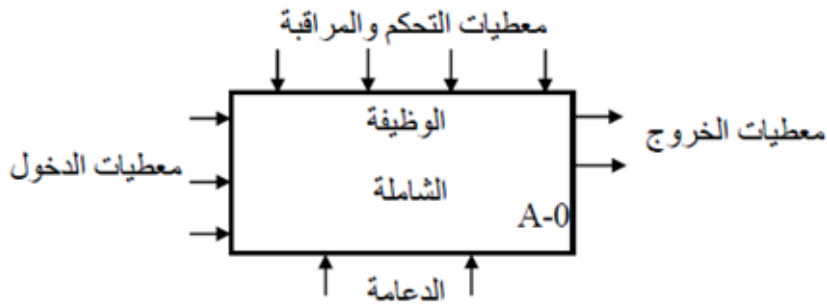 معطيات التحكم والمراقبة
الوظيفة
معطيات الخروج
معطيات الدخول
الشاملة
A-0
الدعامة